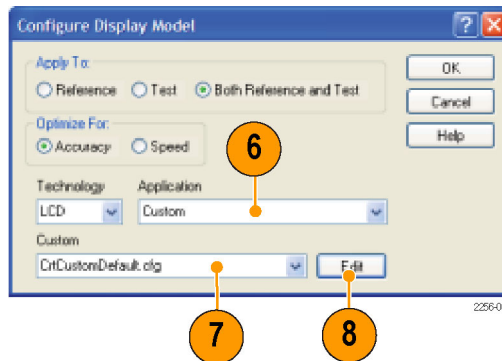 Configure Display Model
Apply To:
Reference Test Both Reference and Test
OK
Cancel
Help
Optimize For:
Accuracy Speed
6
Technology Application
LCD Custom
Custom
CrtCustomDefault.cfg Edit
7 8
2256-0